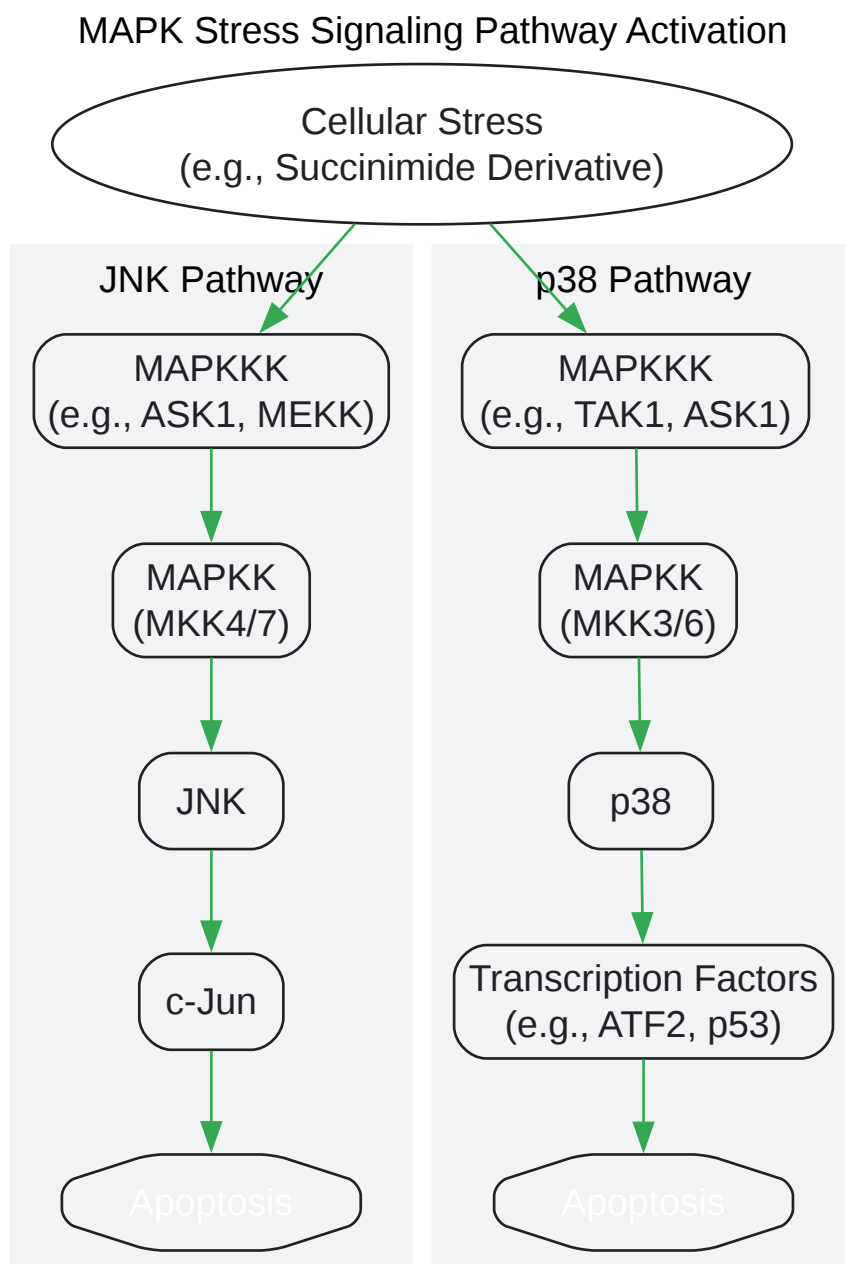 MAPK Stress Signaling Pathway Activation
Cellular Stress
(e.g., Succinimide Derivative)
JNK Pathway
MAPKKK
(e.g., ASK1, MEKK)
MAPKK
(MKK4/7)
JNK
c-Jun
Apoptosis
p38 Pathway
MAPKKK
(e.g., TAK1, ASK1)
MAPKK
(MKK3/6)
p38
Transcription Factors
(e.g., ATF2, p53)
Apoptosis